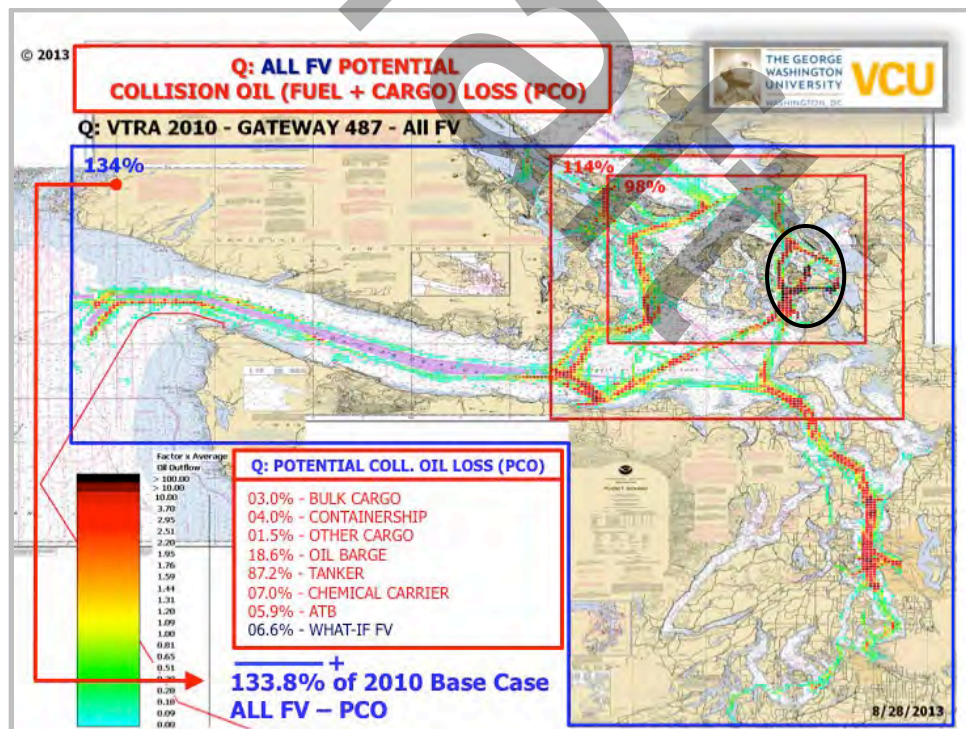 © 2013
Q: ALL FV POTENTIAL
COLLISION OIL (FUEL + CARGO) LOSS (PCO)
THE GEORGE
WASHINGTON
UNIVERSITY
WASHINGTON, DC
VCU
Q: VTRA 2010 - GATEWAY 487 - All FV
134%
114%
98%
Factor x Average
Oil Outflow
> 100.00
> 10.00
10.00
3.70
2.95
2.51
2.20
1.95
1.76
1.59
1.44
1.31
1.20
1.09
1.00
0.81
0.65
0.51
0.20
0.10
0.09
0.00
Q: POTENTIAL COLL. OIL LOSS (PCO)
03.0% - BULK CARGO
04.0% - CONTAINERSHIP
01.5% - OTHER CARGO
18.6% - OIL BARGE
87.2% - TANKER
07.0% - CHEMICAL CARRIER
05.9% - ATB
06.6% - WHAT-IF FV
+
133.8% of 2010 Base Case
ALL FV – PCO
8/28/2013